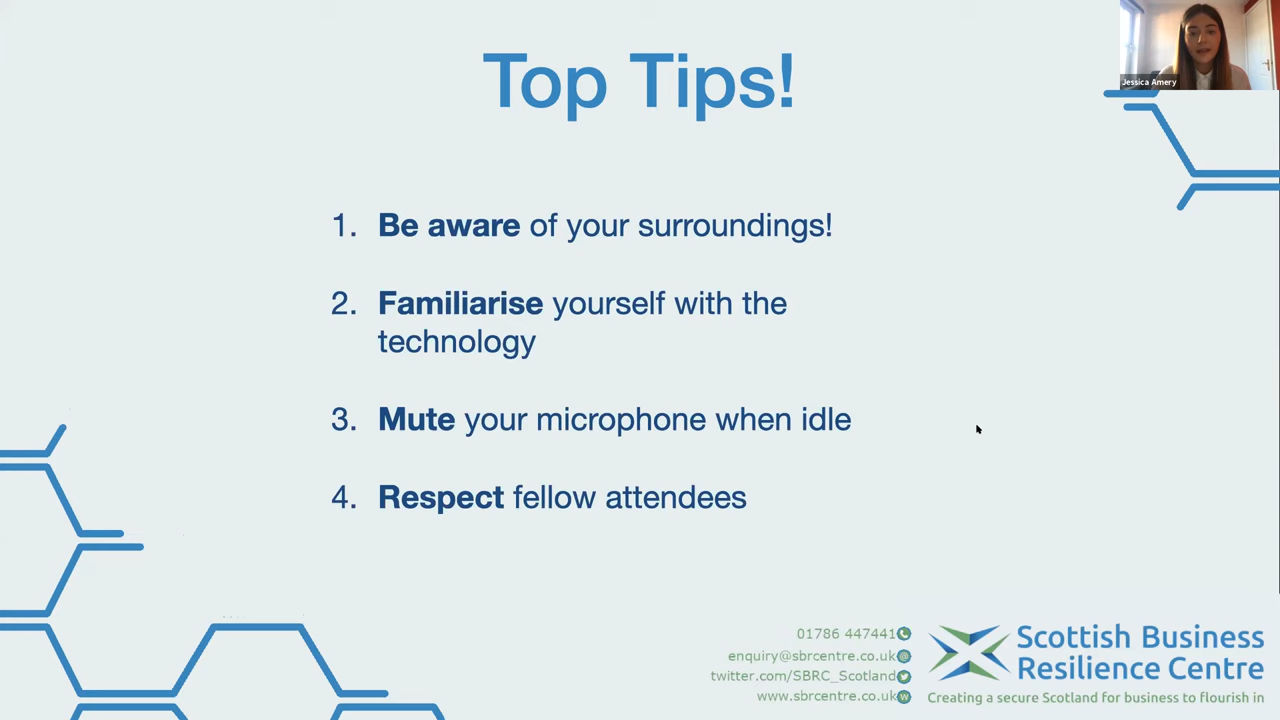 Top Tips!
Jessica Amery
1. Be aware of your surroundings!
2. Familiarise yourself with the
technology
3. Mute your microphone when idle
4. Respect fellow attendees
01786 447441
enquiry@sbrcentre.co.uk
twitter.com/SBRC_Scotland
www.sbrcentre.co.uk
Scottish Business
Resilience Centre
Creating a secure Scotland for business to flourish in